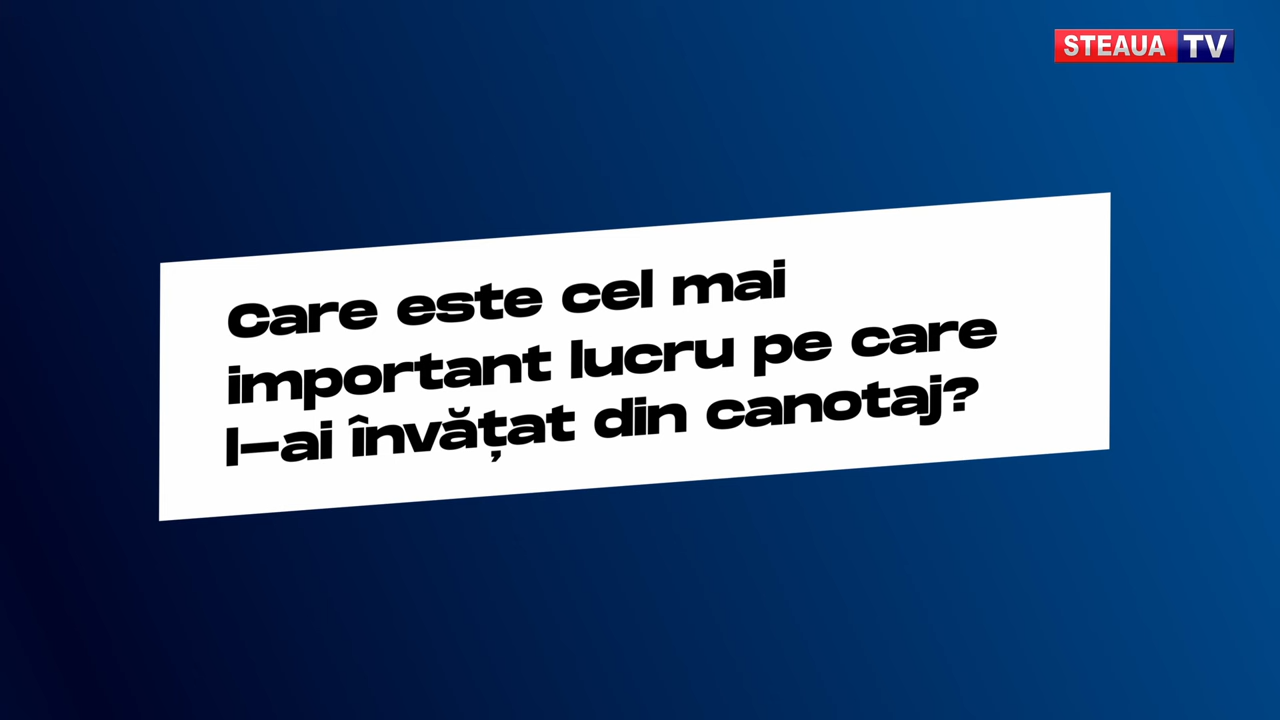 STEAUA TV
Care este cel mai
important lucru pe care
l-ai învățat din canotaj?